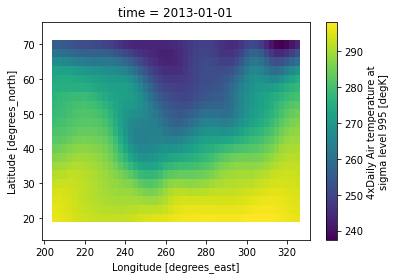 time = 2013-01-01
70
60
50
40
30
20
Latitude [degrees_north]
200 220 240 260 280 300 320
Longitude [degrees_east]
290
280
270
260
250
240
4xDaily Air temperature at
sigma level 995 [degK]